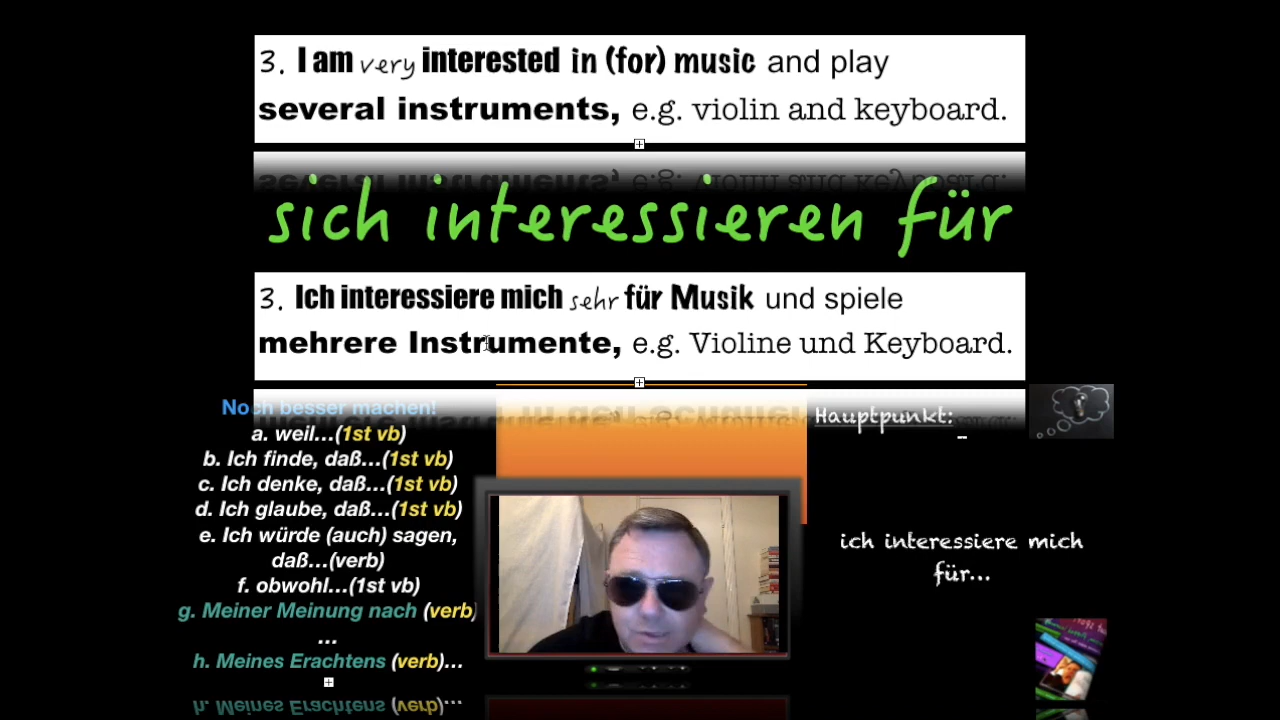 3. I am very interested in (for) music and play
several instruments, e.g. violin and keyboard.
sich interessieren für
3. Ich interessiere mich sehr für Musik und spiele
mehrere Instrumente, e.g. Violine und Keyboard.
Noch besser machen!
a. weil…(1st vb)
b. Ich finde, daß…(1st vb)
c. Ich denke, daß…(1st vb)
d. Ich glaube, daß…(1st vb)
e. Ich würde (auch) sagen,
daß…(verb)
f. obwohl…(1st vb)
g. Meiner Meinung nach (verb)
…
h. Meines Erachtens (verb)…
Hauptpunkt:
ich interessiere mich
für…